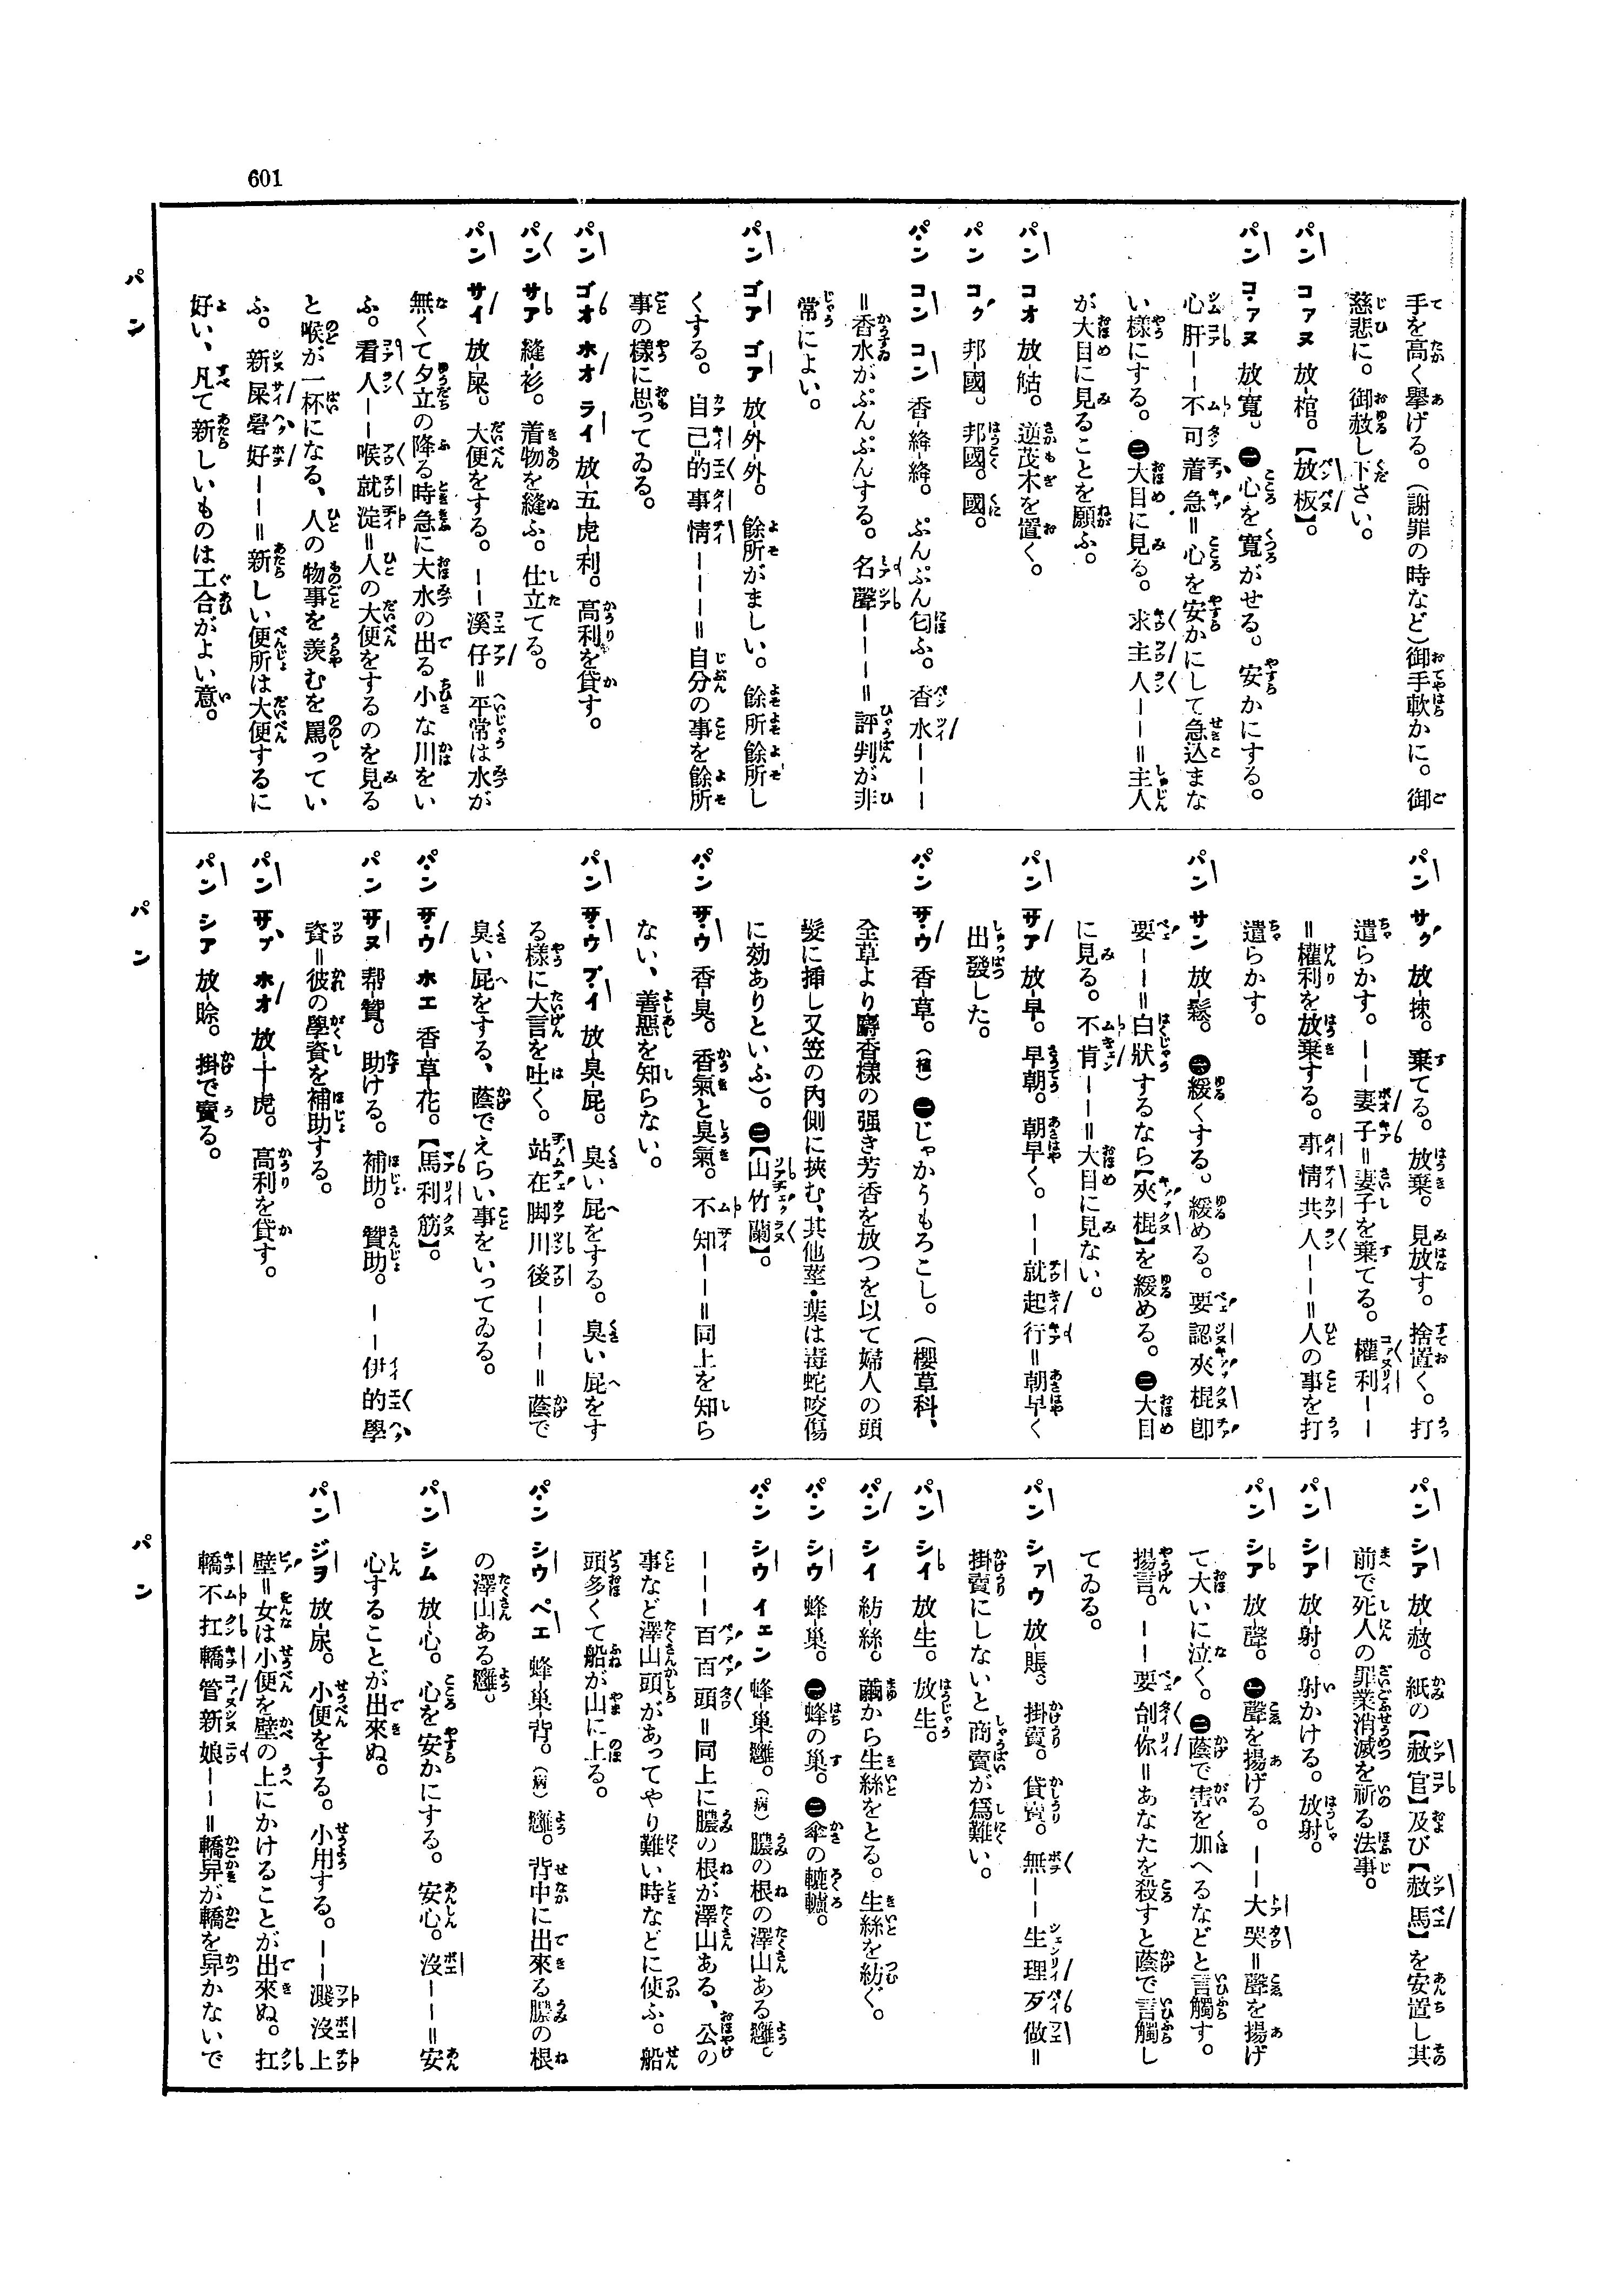 601
手を高く擧げる。(謝罪の時など)御手軟かに。御
慈悲に。御赦し下さい。
パン コァヌ 放-棺。【放板】。
パン コァヌ 放-寬。㊀心を寬がせる。安かにする。
心肝ーー不可着急=心を安かにして急込まな
い樣にする。㊁大目に見る。求主人ーー=主人
が大目に見ることを願ふ。
パン コオ 放-𦙶。逆茂木を置く。
パン コク 邦-國。邦國。國。
パン コン コン 香-絳-絳。ぷんぷん匂ふ。香水ーーー
=香水がぷんぷんする。名聲ーーー=評判が非
常によい。
パン ゴア ゴア 放-外-外。餘所がましい。餘所餘所し
くする。自己的事情ーーー=自分の事を餘所
事の樣に思ってゐる。
パン ゴオ ホオ ライ 放-五-虎-利。高利を貸す。
パン サア 縫-衫。着物を縫ふ。仕立てる。
パン サイ 放-屎。大便をする。ーー溪仔=平常は水が
無くて夕立の降る時急に大水の出る小な川をい
ふ。看人ーー喉就淀=人の大便をするのを見る
と喉が一杯になる、人の物事を羨むを罵ってい
ふ。新屎礐好ーー=新しい便所は大便するに
好い、凡て新しいものは工合がよい意。
パン サク 放-捒。棄てる。放棄。見放す。捨置く。打
遣らかす。ーー妻子=妻子を棄てる。權利ーー
=權利を放棄する。事情共人ーー=人の事を打
遣らかす。
パン サン 放-鬆。㊀緩くする。緩める。要認夾棍卽
要ーー=白狀するなら【夾棍】を緩める。㊁大目
に見る。不肯ーー=大目に見ない。
パン サア 放-早。早朝。朝早く。ーー就起行=朝早く
出發した。
パン サウ 香-草。(植)㊀じゃかうもろこし。(櫻草科、
全草より麝香樣の强き芳香を放つを以て婦人の頭
髮に揷し又笠の內側に挾む、其他莖・葉は毒蛇咬傷
に効ありといふ)。㊁【山竹蘭】。
パン サウ 香-臭。香氣と臭氣。不知ーー=同上を知ら
ない、善惡を知らない。
パン サウ プイ 放-臭-屁。臭い屁をする。臭い屁をす
る樣に大言を吐く。站在脚川後ーーー=蔭で
臭い屁をする、蔭でえらい事をいってゐる。
パン サウ ホエ 香-草-花。【馬利筋】。
パン サヌ 帮-贊。助ける。補助。贊助。ーー伊的學
資=彼の學資を補助する。
パン サプ ホオ 放-十-虎。高利を貸す。
パン シア 放-賒。掛で賣る。
パン シア 放-赦。紙の【赦官】及び【赦馬】を安置し其
前で死人の罪業消滅を祈る法事。
パン シア 放-射。射かける。放射。
パン シア 放-聲。㊀聲を揚げる。ーー大哭=聲を揚げ
て大いに泣く。㊁蔭で害を加へるなどと言觸す。
揚言。ーー要刣你=あなたを殺すと蔭で言觸し
てゐる。
パン シァウ 放-賬。掛賣。貸賣。無ーー生理歹做=
掛賣にしないと商賣が爲難い。
パン シイ 放-生。放生。
パン シイ 紡-絲。繭から生絲をとる。生絲を紡ぐ。
パン シウ 蜂-巢。㊀蜂の巢。㊁傘の轆轤。
パン シウ イェン 蜂-巢-癰。(病)膿の根の澤山ある癰。
ーーー百百頭=同上に膿の根が澤山ある、公の
事など澤山頭があってやり難い時などに使ふ。船
頭多くて船が山に上る。
パン シウ ペエ 蜂-巢-背。(病)癰。背中に出來る膿の根
の澤山ある癰。
パン シム 放-心。心を安かにする。安心。沒ーー=安
心することが出來ぬ。
パン ジヲ 放-尿。小便をする。小用する。ーー濺沒上
壁=女は小便を壁の上にかけることが出來ぬ。扛
轎不扛轎管新娘ーー=轎舁が轎を舁かないで
パン
パン
パン